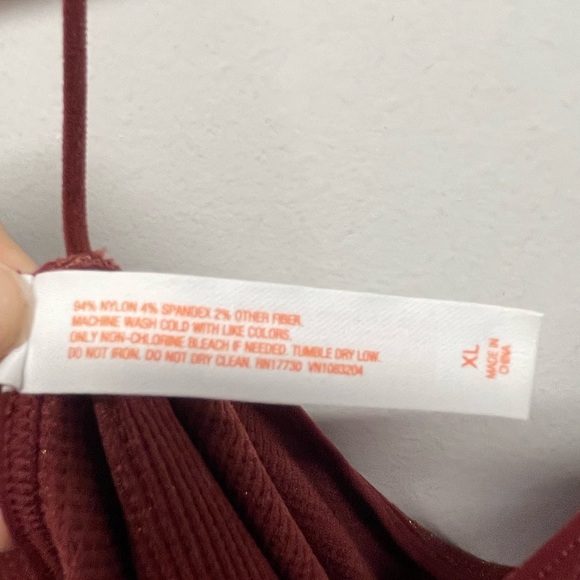 94% NYLON 4% SPANDEX 2% OTHER FIBER.
MACHINE WASH COLD WITH LIKE COLORS,
ONLY NON-CHLORINE BLEACH IF NEEDED. TUMBLE DRY LOW.
DO NOT IRON. DO NOT DRY CLEAN. RN17730 VN1083204
XL
MADE IN
CHINA